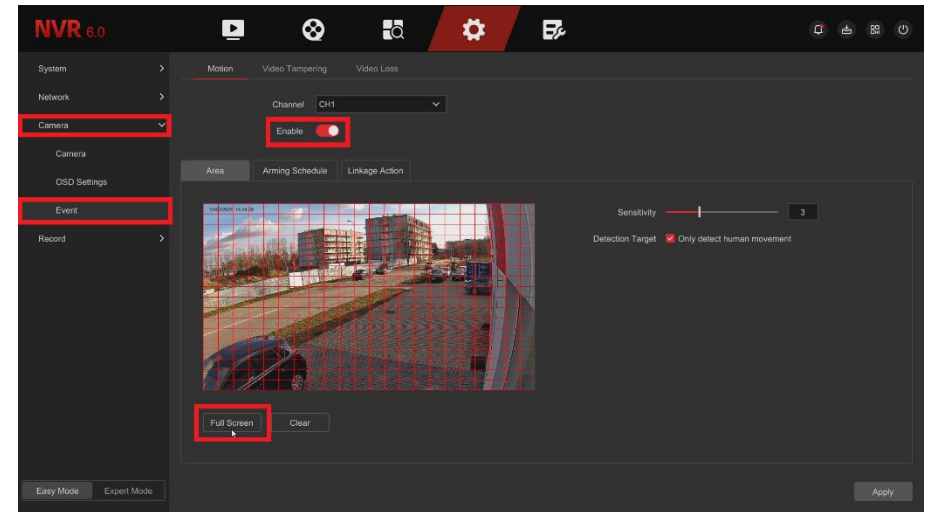 NVR 6.0
System
Motion Video Tampering Video Loss
Network
Channel CH1
Camera
Enable
Camera
Area Arming Schedule Linkage Action
OSD Settings
Event
Sensitivity 3
Record
Detection Target Only detect human movement
Full Screen Clear
Easy Mode Expert Mode
Apply